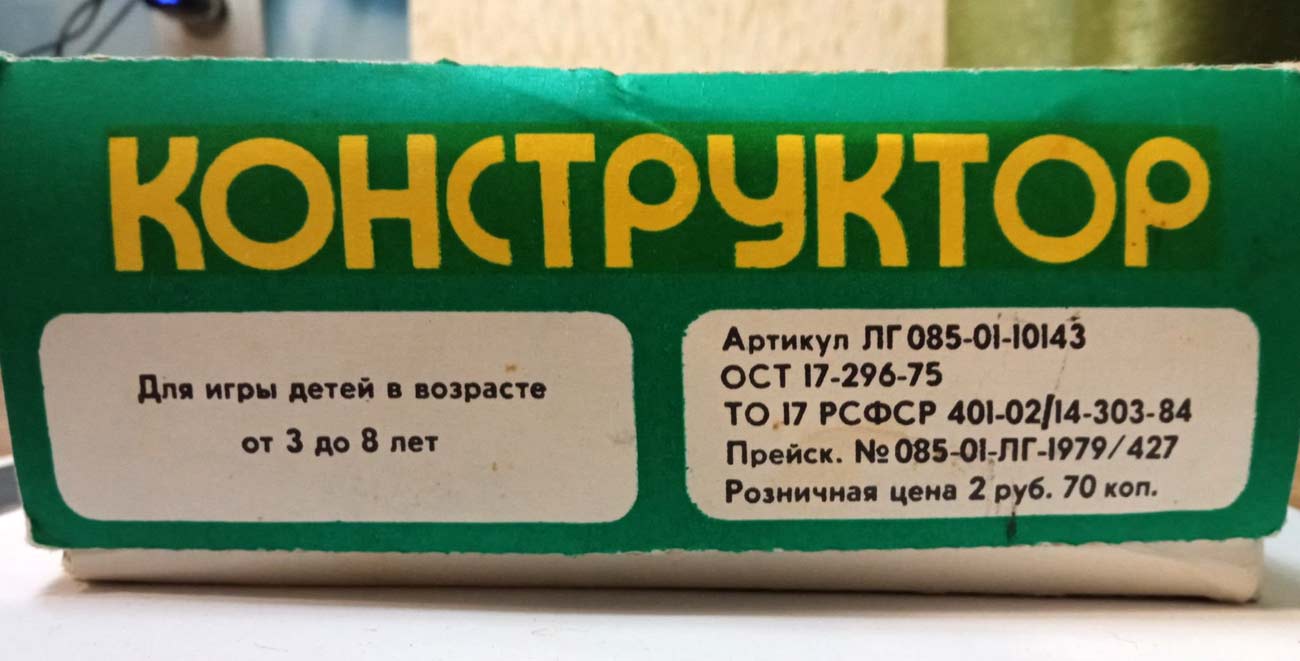 КОНСТРУКТОР
Для игры детей в возрасте
от 3 до 8 лет
Артикул ЛГ 085-01-10143
ОСТ 17-296-75
ТО 17 РСФСР 401-02/14-303-84
Прейск. №085-01-ЛГ-1979/427
Розничная цена 2 руб. 70 коп.